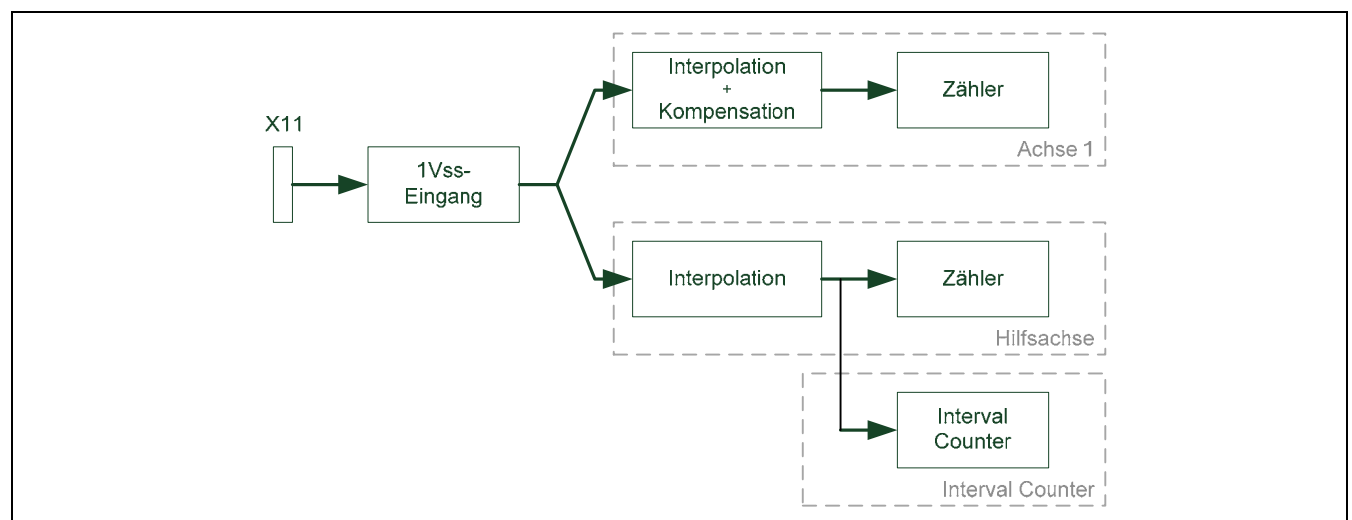 X11
1Vss-
Eingang
Interpolation
+
Kompensation
Zähler
Achse 1
Interpolation
Zähler
Hilfsachse
Interval
Counter
Interval Counter